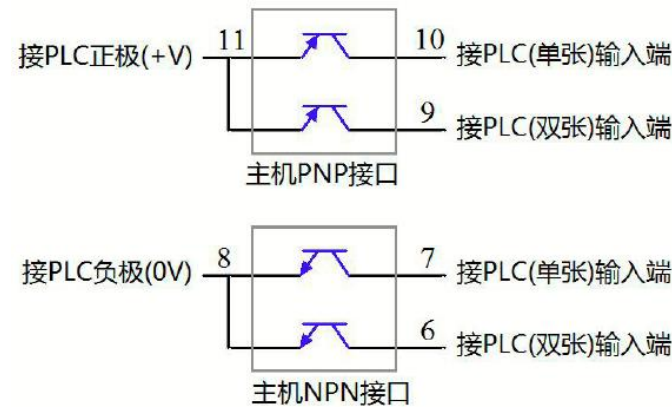 接PLC正极(+V) 11 10 接PLC(单张)输入端
9 接PLC(双张)输入端
主机PNP接口
接PLC负极(0V) 8 7 接PLC(单张)输入端
6 接PLC(双张)输入端
主机NPN接口